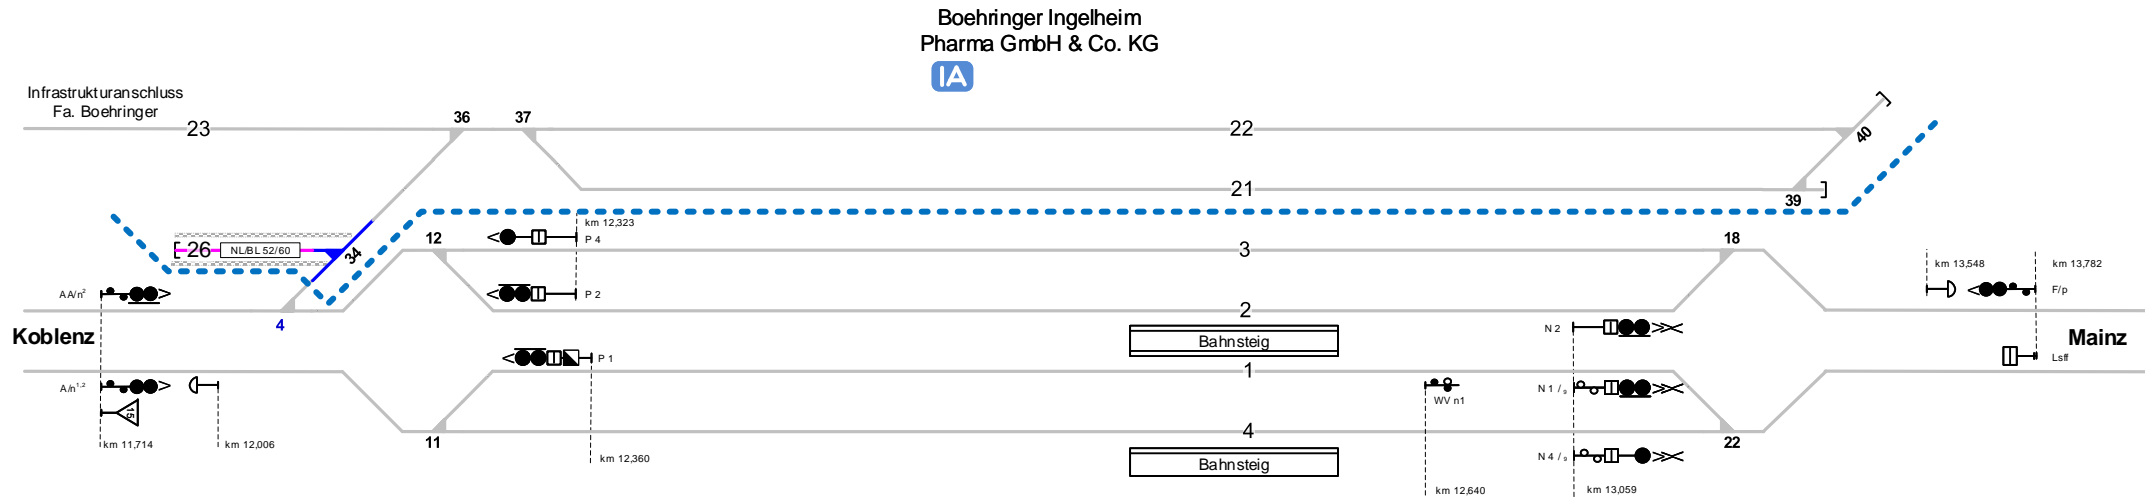 Boehringer Ingelheim
Pharma GmbH & Co. KG
IA
Infrastrukturanschluss
Fa. Boehringer
23
36
37
22
40
21
39
km 12,323
P 4
26
NL/BL 52/60
34
12
3
18
km 13,548
km 13,782
AA/n²
P 2
F/p
4
2
Koblenz
Bahnsteig
N 2
Mainz
P 1
Lsff
1
A/n¹,²
15
WV n1
N 1 / ₉
11
4
22
km 11,714
km 12,006
km 12,360
Bahnsteig
N 4 / ₉
km 12,640
km 13,059